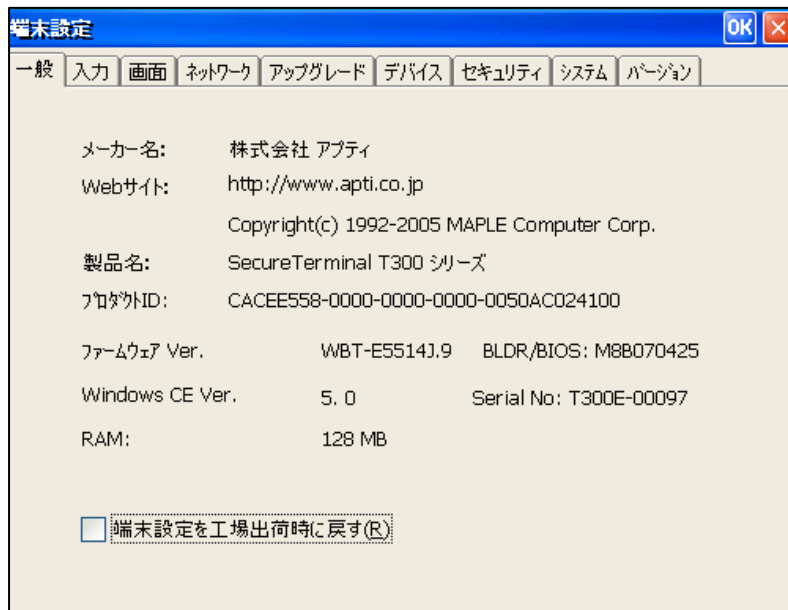 端末設定 OK
一般 入力 画面 ネットワーク アップグレード デバイス セキュリティ システム バージョン
メーカー名: 株式会社 アプティ
Webサイト: http://www.apti.co.jp
Copyright(c) 1992-2005 MAPLE Computer Corp.
製品名: SecureTerminal T300 シリーズ
プロダクトID: CACEE558-0000-0000-0000-0050AC024100
ファームウェア Ver. WBT-E5514J.9 BLDR/BIOS: M8B070425
Windows CE Ver. 5. 0 Serial No: T300E-00097
RAM: 128 MB
端末設定を工場出荷時に戻す(R)